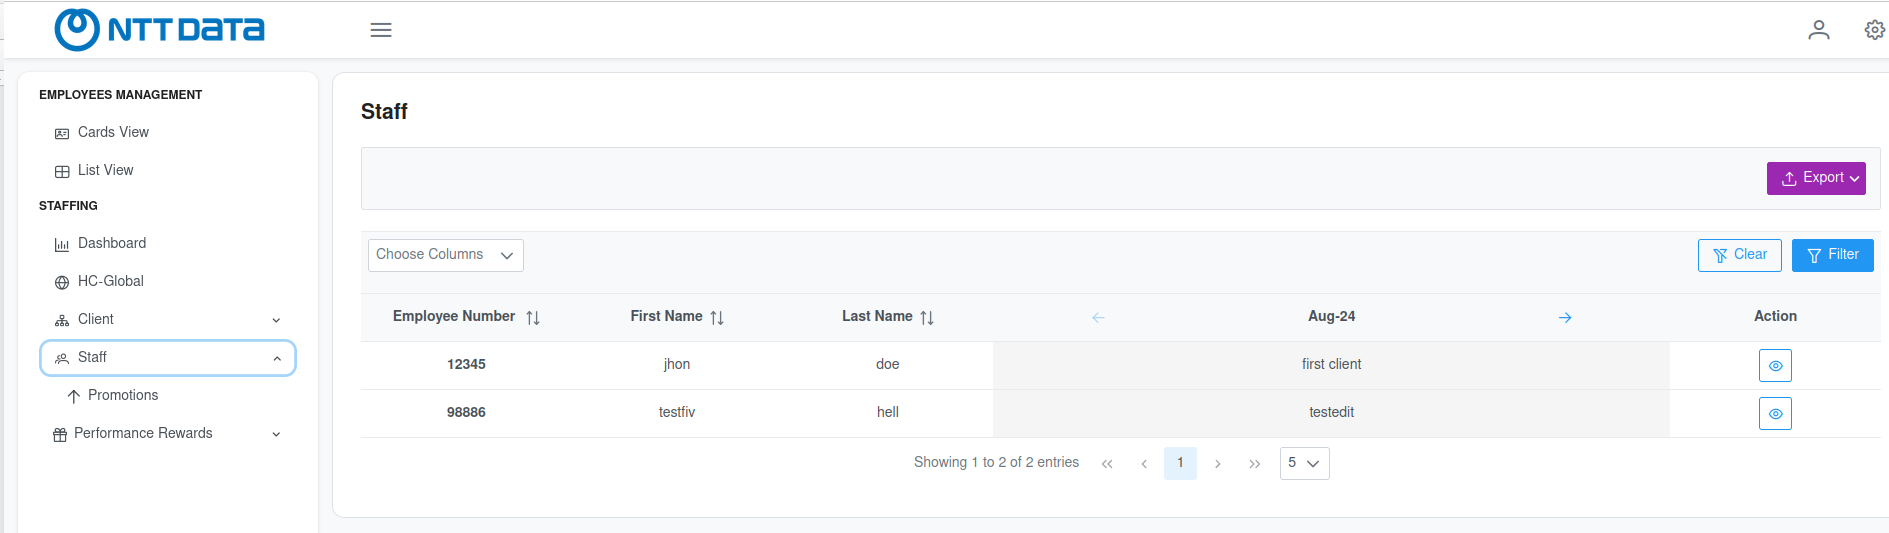 NTT DATA
EMPLOYEES MANAGEMENT
Cards View
List View
STAFFING
Dashboard
HC-Global
Client
Staff
Promotions
Performance Rewards
Staff
Export
Choose Columns
Clear
Filter
Employee Number First Name Last Name Aug-24 Action
12345 jhon doe first client
98886 testfiv hell testedit
Showing 1 to 2 of 2 entries 1 5